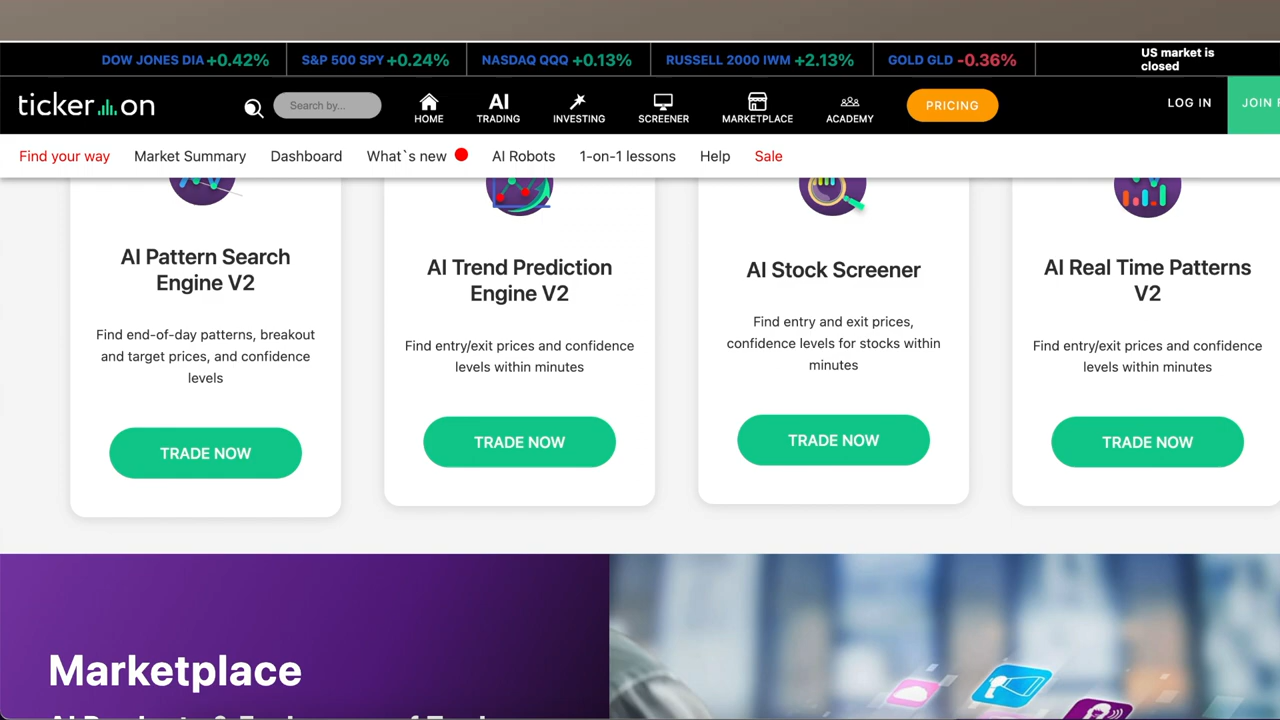 DOW JONES DIA +0.42% S&P 500 SPY +0.24% NASDAQ QQQ +0.13% RUSSELL 2000 IWM +2.13% GOLD GLD -0.36% US market is
closed
ticker on Search by... HOME AI TRADING INVESTING SCREENER MARKETPLACE ACADEMY PRICING LOG IN JOIN
Find your way Market Summary Dashboard What`s new AI Robots 1-on-1 lessons Help Sale
AI Pattern Search
Engine V2
Find end-of-day patterns, breakout
and target prices, and confidence
levels
TRADE NOW
AI Trend Prediction
Engine V2
Find entry/exit prices and confidence
levels within minutes
TRADE NOW
AI Stock Screener
Find entry and exit prices,
confidence levels for stocks within
minutes
TRADE NOW
AI Real Time Patterns
V2
Find entry/exit prices and confidence
levels within minutes
TRADE NOW
Marketplace